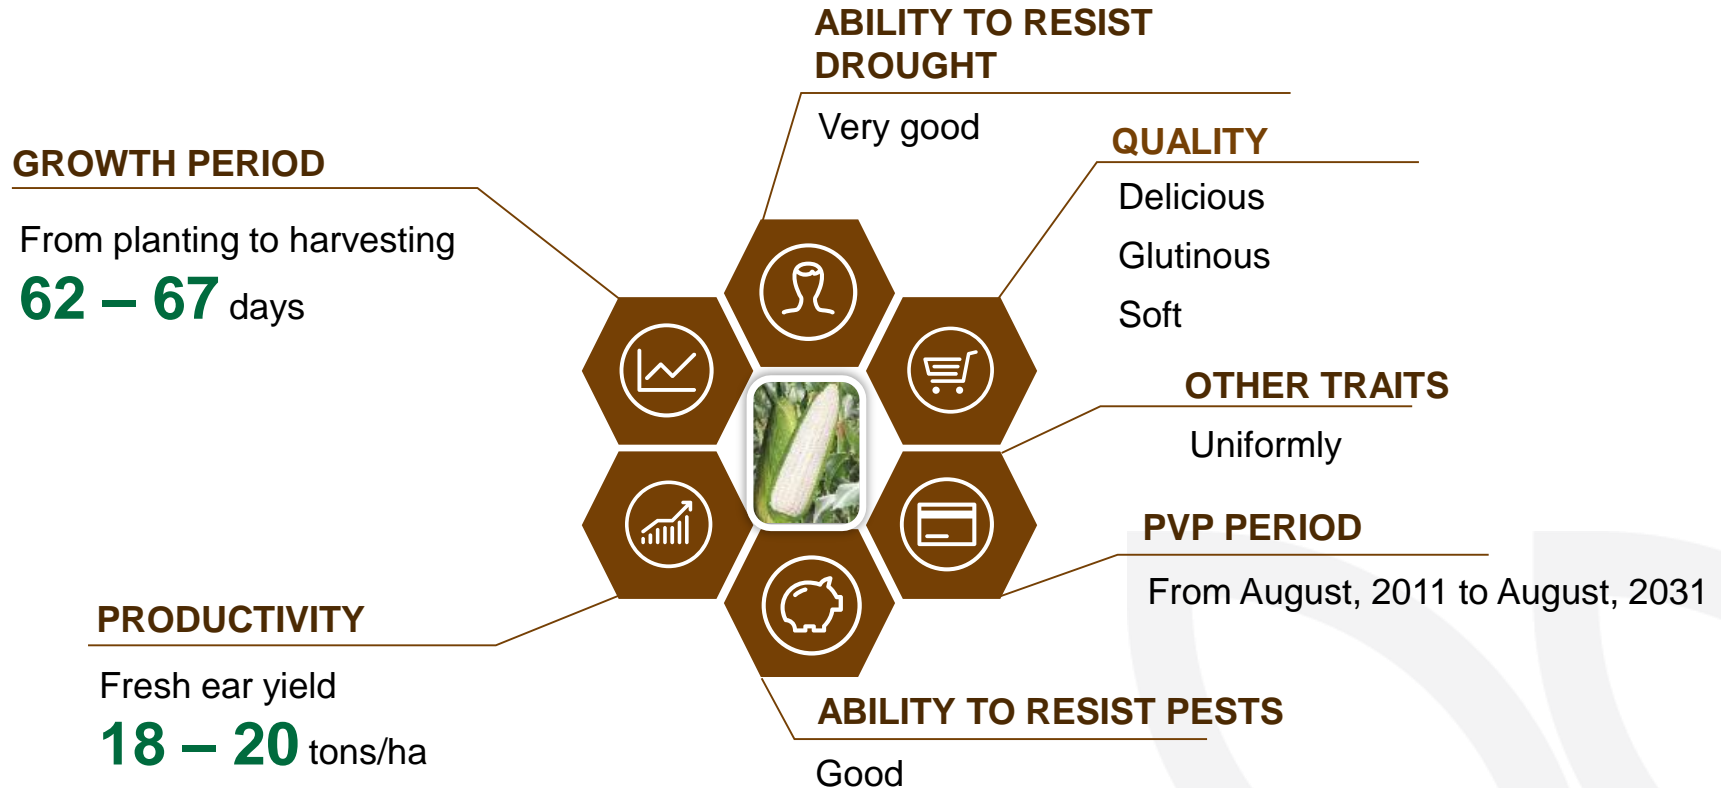 ABILITY TO RESIST
DROUGHT
Very good
QUALITY
Delicious
Glutinous
Soft
GROWTH PERIOD
From planting to harvesting
62 – 67 days
OTHER TRAITS
Uniformly
PVP PERIOD
From August, 2011 to August, 2031
PRODUCTIVITY
Fresh ear yield
18 – 20 tons/ha
ABILITY TO RESIST PESTS
Good